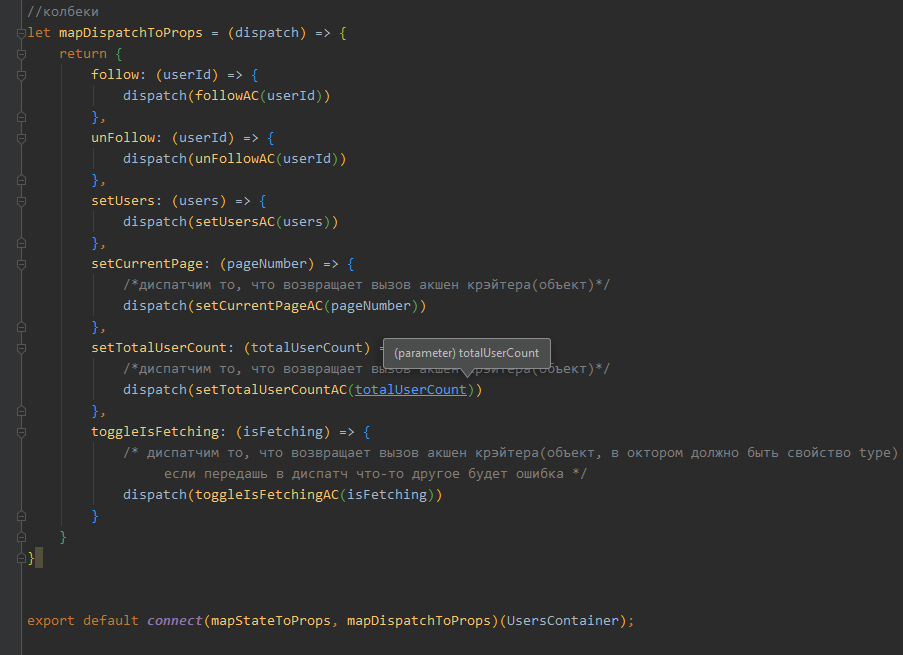 //колбеки
let mapDispatchToProps = (dispatch) => {
return {
follow: (userId) => {
dispatch(followAC(userId))
},
unFollow: (userId) => {
dispatch(unFollowAC(userId))
},
setUsers: (users) => {
dispatch(setUsersAC(users))
},
setCurrentPage: (pageNumber) => {
/*диспатчим то, что возвращает вызов акшен крэйтера(объект)*/
dispatch(setCurrentPageAC(pageNumber))
},
setTotalUserCount: (totalUserCount)
(parameter) totalUserCount
/*диспатчим то, что возвращает вызов акшен крэйтера(объект)*/
dispatch(setTotalUserCountAC(totalUserCount))
},
toggleIsFetching: (isFetching) => {
/* диспатчим то, что возвращает вызов акшен крэйтера(объект, в октором должно быть свойство type)
если передашь в диспатч что-то другое будет ошибка */
dispatch(toggleIsFetchingAC(isFetching))
}
}
}
export default connect(mapStateToProps, mapDispatchToProps)(UsersContainer);